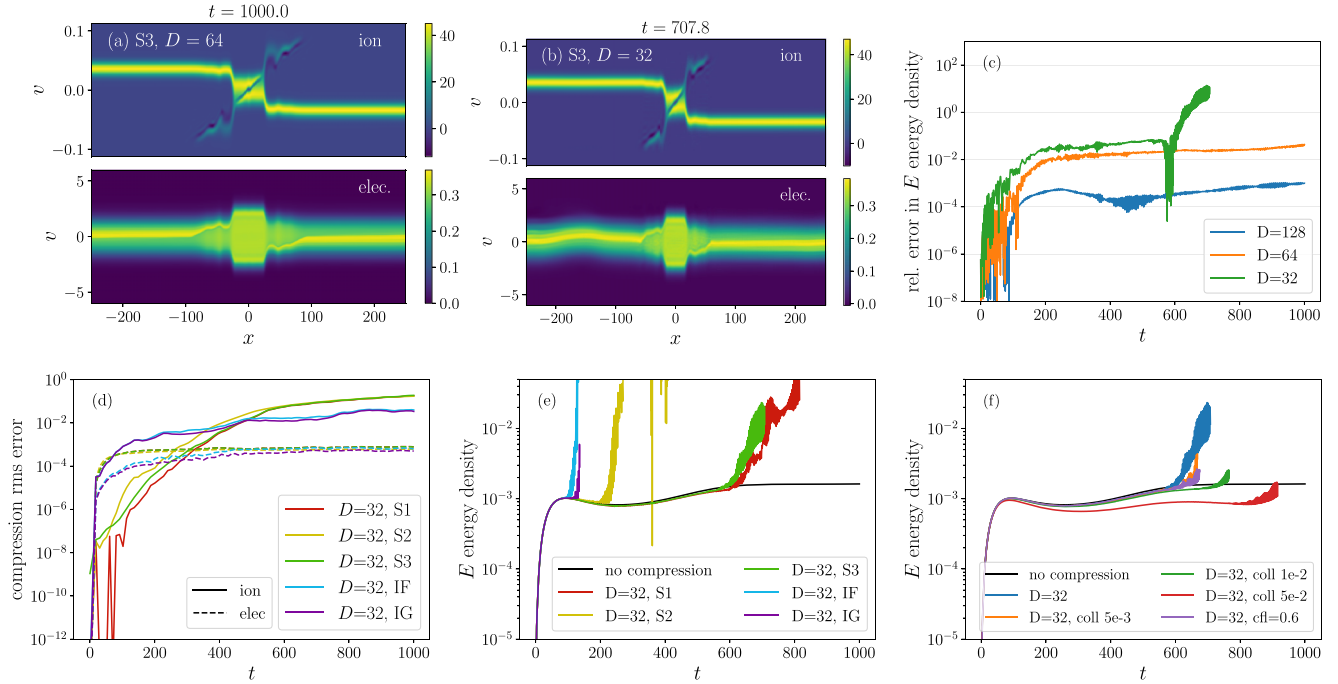 t = 1000.0
(a) S3, D = 64
ion
v
0.1
0.0
−0.1
40
20
0
elec.
v
5
0
−5
0.3
0.2
0.1
0.0
−200
−100
0
100
200
x
t = 707.8
(b) S3, D = 32
ion
v
0.1
0.0
−0.1
40
20
0
elec.
v
5
0
−5
0.3
0.2
0.1
0.0
−200
−100
0
100
200
x
(c)
rel. error in E energy density
10²
10⁰
10⁻²
10⁻⁴
10⁻⁶
10⁻⁸
D=128
D=64
D=32
0
200
400
600
800
1000
t
(d)
compression rms error
10⁰
10⁻²
10⁻⁴
10⁻⁶
10⁻⁸
10⁻¹⁰
10⁻¹²
ion
elec
D=32, S1
D=32, S2
D=32, S3
D=32, IF
D=32, IG
0
200
400
600
800
1000
t
(e)
E energy density
10⁻²
10⁻³
10⁻⁴
10⁻⁵
no compression
D=32, S1
D=32, S2
D=32, S3
D=32, IF
D=32, IG
0
200
400
600
800
1000
t
(f)
E energy density
10⁻²
10⁻³
10⁻⁴
10⁻⁵
no compression
D=32
D=32, coll 5e-3
D=32, coll 1e-2
D=32, coll 5e-2
D=32, cfl=0.6
0
200
400
600
800
1000
t